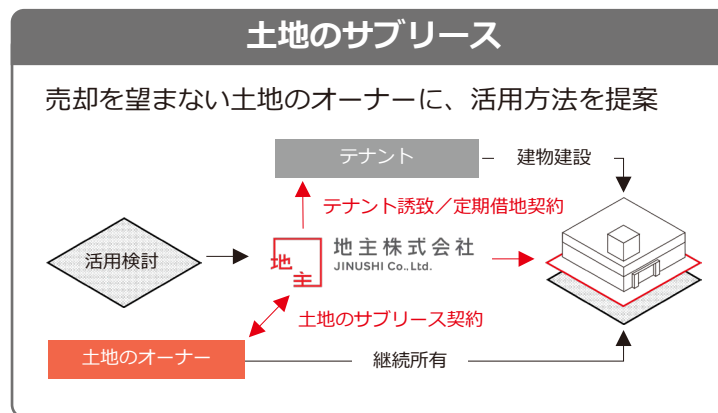 土地のサブリース
売却を望まない土地のオーナーに、活用方法を提案
テナント
建物建設
テナント誘致／定期借地契約
活用検討
地主
地主株式会社
JINUSHI Co., Ltd.
土地のサブリース契約
土地のオーナー
継続所有